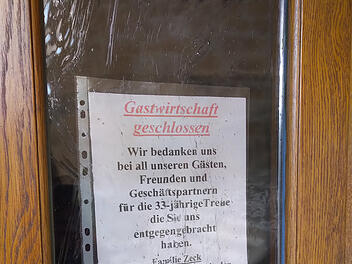 Gastwirtschaft
geschlossen
Wir bedanken uns
bei all unseren Gästen,
Freunden und
Geschäftspartnern
für die 33-jährige Treue
die Sie uns
entgegengebracht
haben.
Familie Zeck